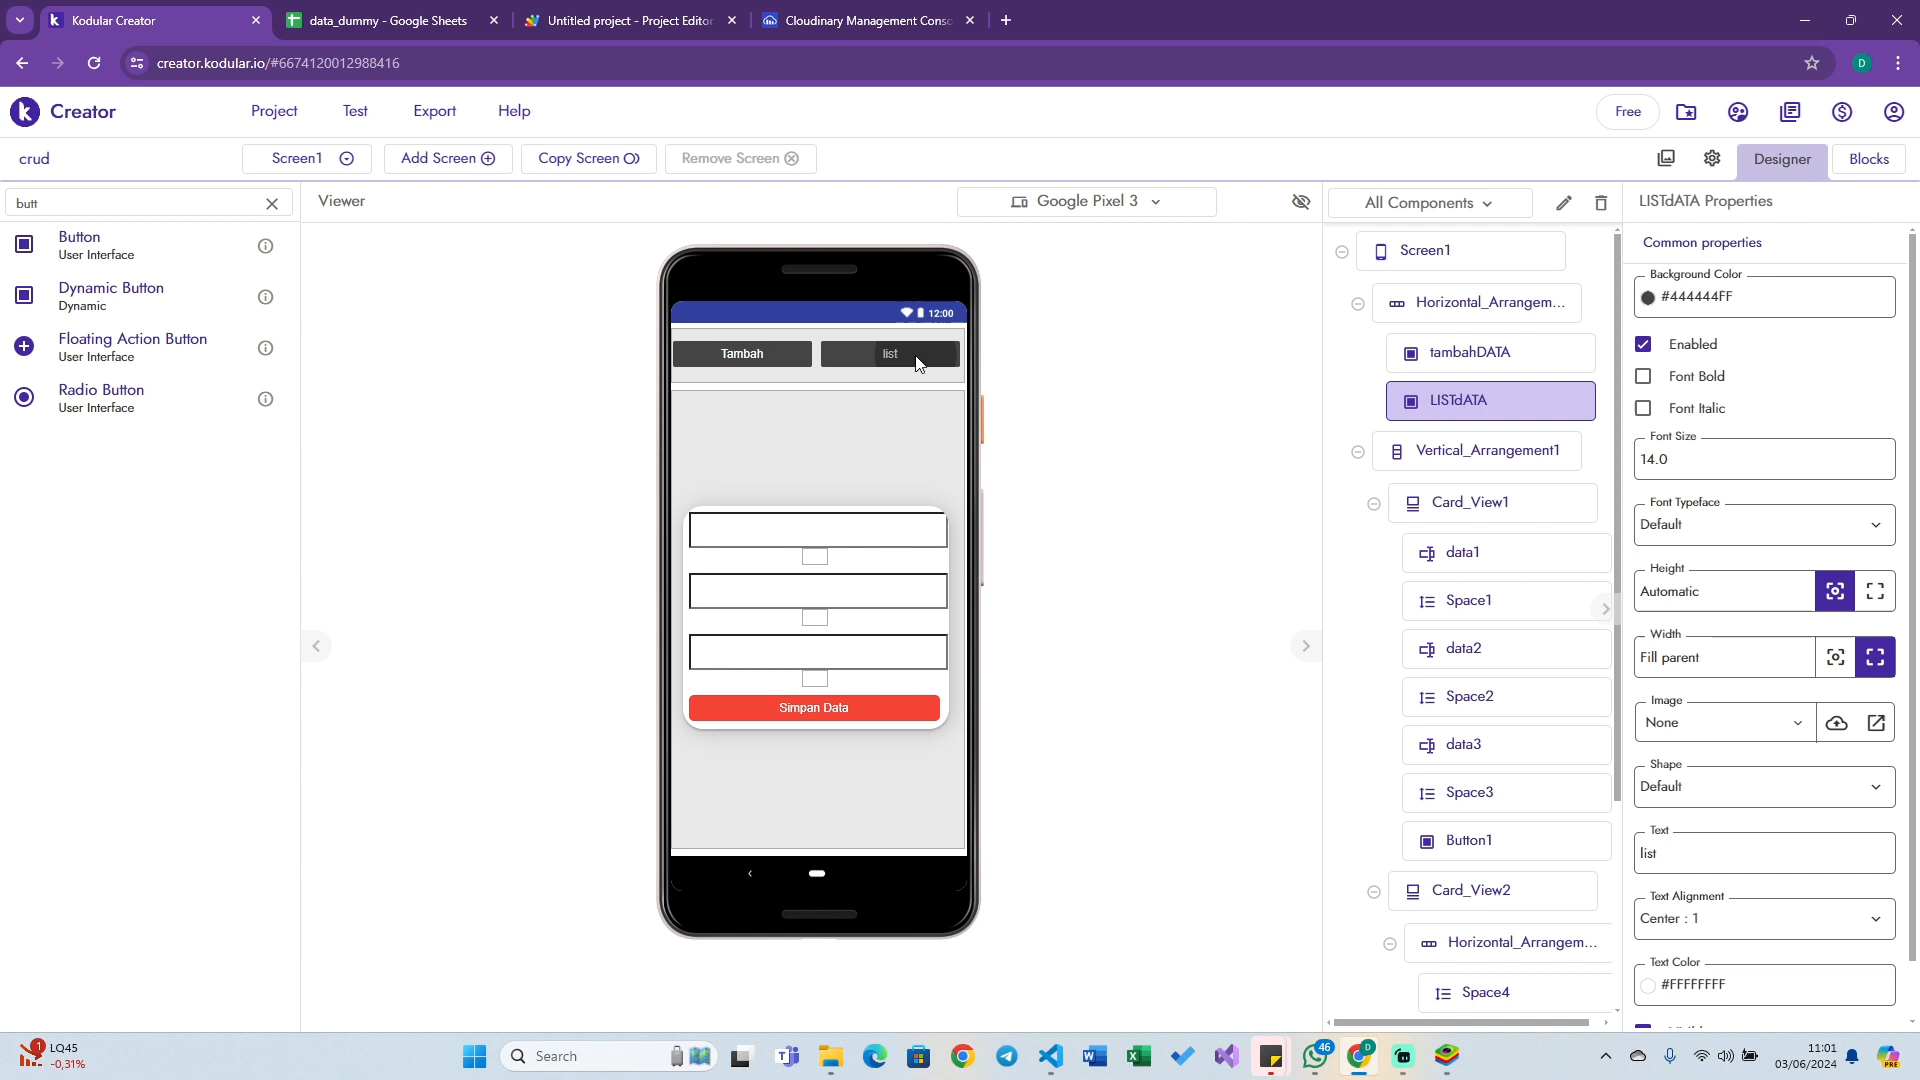 Kodular Creator
data_dummy - Google Sheets
Untitled project - Project Editor
Cloudinary Management Conso
creator.kodular.io/#6674120012988416
D
k Creator
Project
Test
Export
Help
Free
crud
Screen1
Add Screen
Copy Screen
Remove Screen
Designer
Blocks
butt
Viewer
Google Pixel 3
All Components
LISTdATA Properties
Button
User Interface
Dynamic Button
Dynamic
Floating Action Button
User Interface
Radio Button
User Interface
12:00
Tambah
list
Simpan Data
Screen1
Horizontal_Arrangem...
tambahDATA
LISTdATA
Vertical_Arrangement1
Card_View1
data1
Space1
data2
Space2
data3
Space3
Button1
Card_View2
Horizontal_Arrangem...
Space4
Common properties
Background Color
#444444FF
Enabled
Font Bold
Font Italic
Font Size
14.0
Font Typeface
Default
Height
Automatic
Width
Fill parent
Image
None
Shape
Default
Text
list
Text Alignment
Center : 1
Text Color
#FFFFFFFF
1
LQ45
-0,31%
Search
46
D
11:01
03/06/2024
PRE